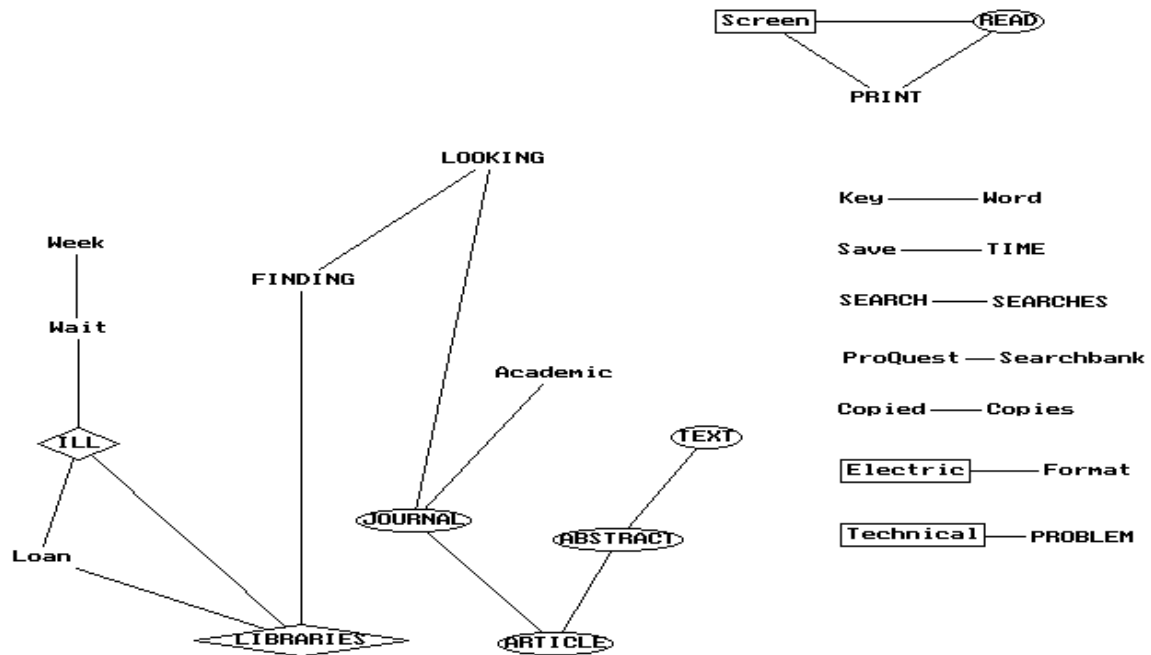 Screen READ
PRINT
LOOKING
Key Word
Week
Save TIME
FINDING
SEARCH SEARCHES
Wait
ProQuest Searchbank
Academic
Copied Copies
TEXT
ILL
Electric Format
JOURNAL
Technical PROBLEM
ABSTRACT
Loan
LIBRARIES
ARTICLE